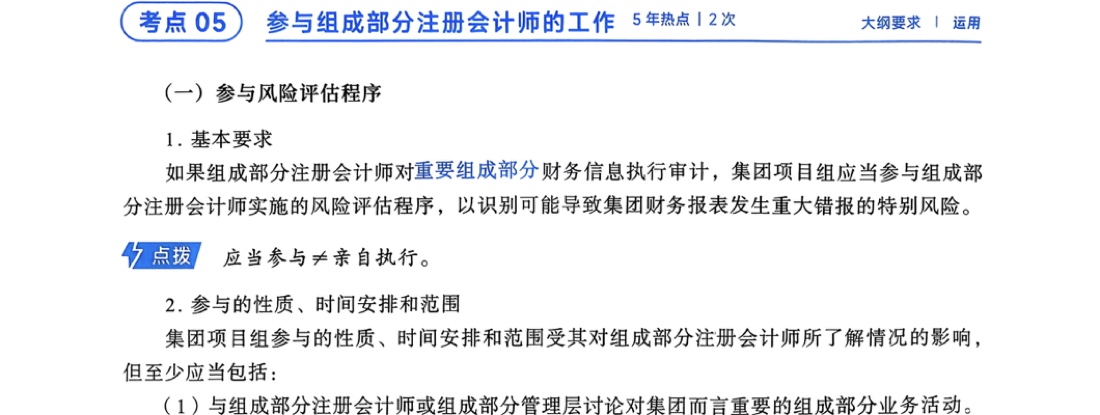 考点 05 参与组成部分注册会计师的工作 5年热点 | 2次 大纲要求 | 运用
（一）参与风险评估程序
1. 基本要求
如果组成部分注册会计师对重要组成部分财务信息执行审计，集团项目组应当参与组成部
分注册会计师实施的风险评估程序，以识别可能导致集团财务报表发生重大错报的特别风险。
点拨 应当参与≠亲自执行。
2. 参与的性质、时间安排和范围
集团项目组参与的性质、时间安排和范围受其对组成部分注册会计师所了解情况的影响，
但至少应当包括：
（1）与组成部分注册会计师或组成部分管理层讨论对集团而言重要的组成部分业务活动。